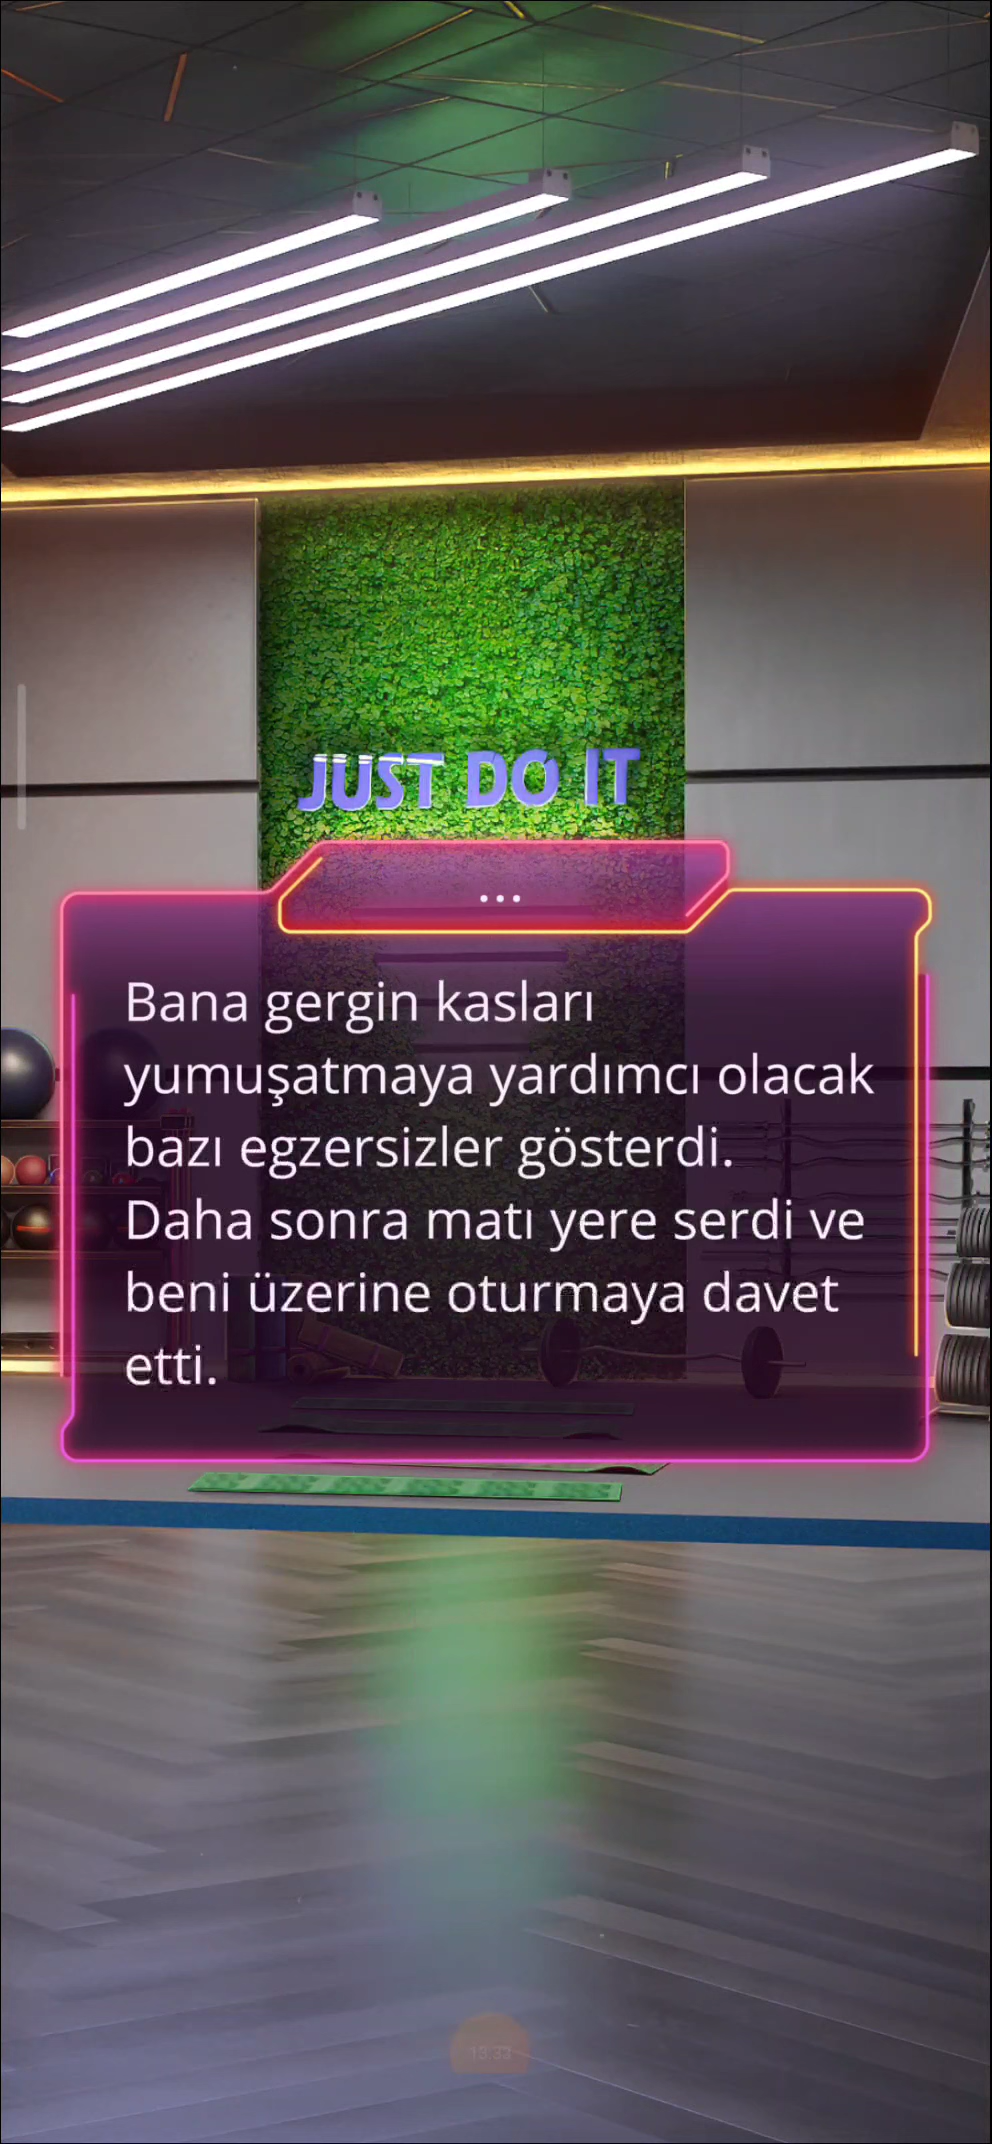 JUST DO IT
...
Bana gergin kasları
yumuşatmaya yardımcı olacak
bazı egzersizler gösterdi.
Daha sonra matı yere serdi ve
beni üzerine oturmaya davet
etti.